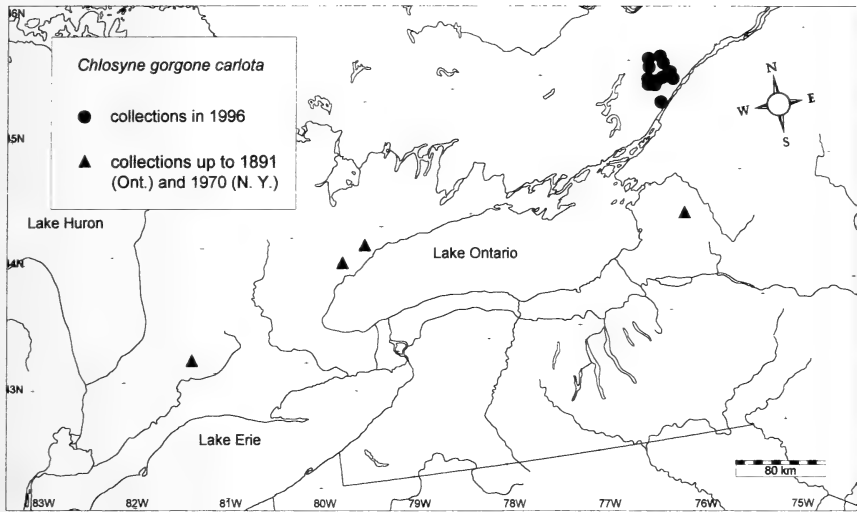 46N
Chlosyne gorgone carlota
collections in 1996
collections up to 1891
(Ont.) and 1970 (N. Y.)
N
W E
S
45N
Lake Huron
Lake Ontario
44N
43N
Lake Erie
80 km
83W 82W 81W 80W 79W 78W 77W 76W 75W